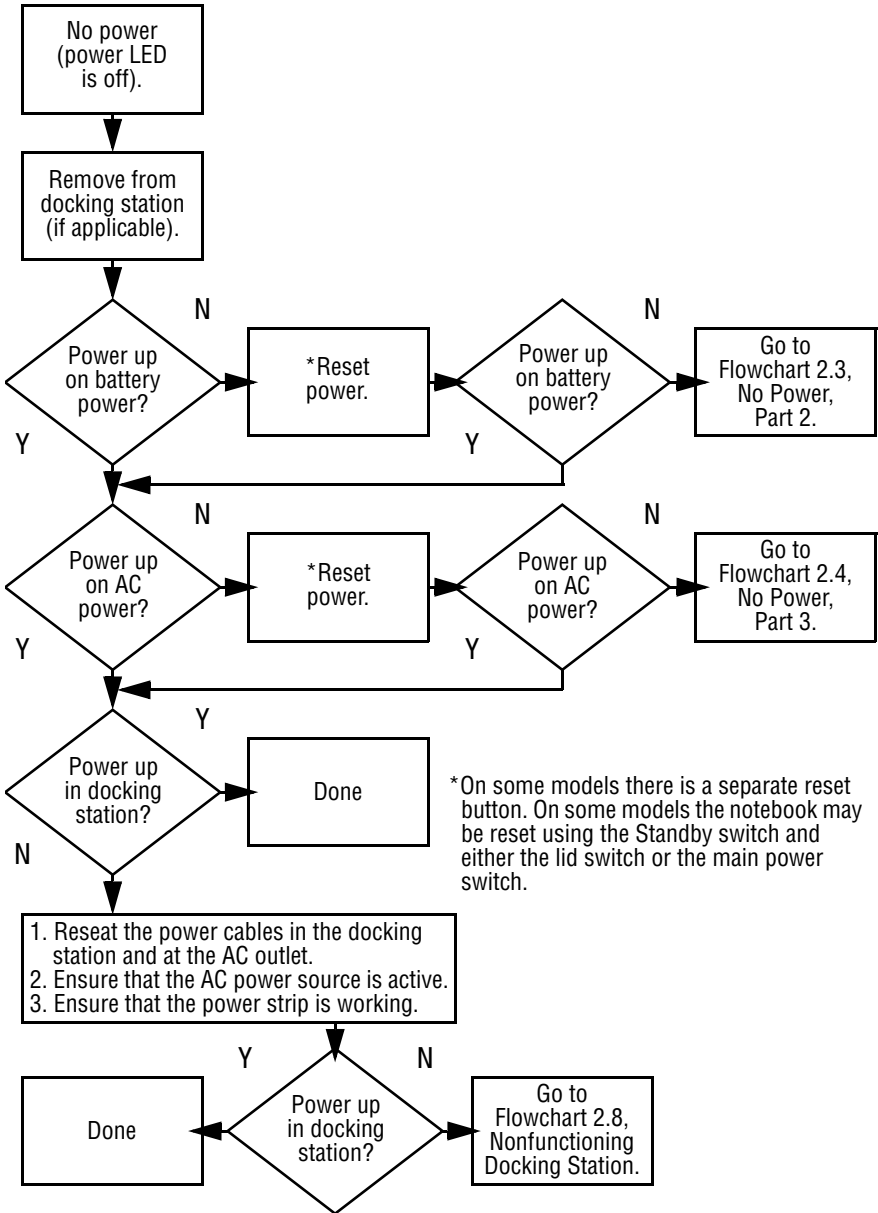 No power
(power LED
is off).
Remove from
docking station
(if applicable).
N
Power up
on battery
power?
Y
*Reset
power.
N
Power up
on battery
power?
Y
Go to
Flowchart 2.3,
No Power,
Part 2.
N
Power up
on AC
power?
Y
*Reset
power.
N
Power up
on AC
power?
Y
Go to
Flowchart 2.4,
No Power,
Part 3.
Y
Power up
in docking
station?
N
Done
*On some models there is a separate reset
button. On some models the notebook may
be reset using the Standby switch and
either the lid switch or the main power
switch.
1. Reseat the power cables in the docking
station and at the AC outlet.
2. Ensure that the AC power source is active.
3. Ensure that the power strip is working.
Y
N
Done
Power up
in docking
station?
Go to
Flowchart 2.8,
Nonfunctioning
Docking Station.